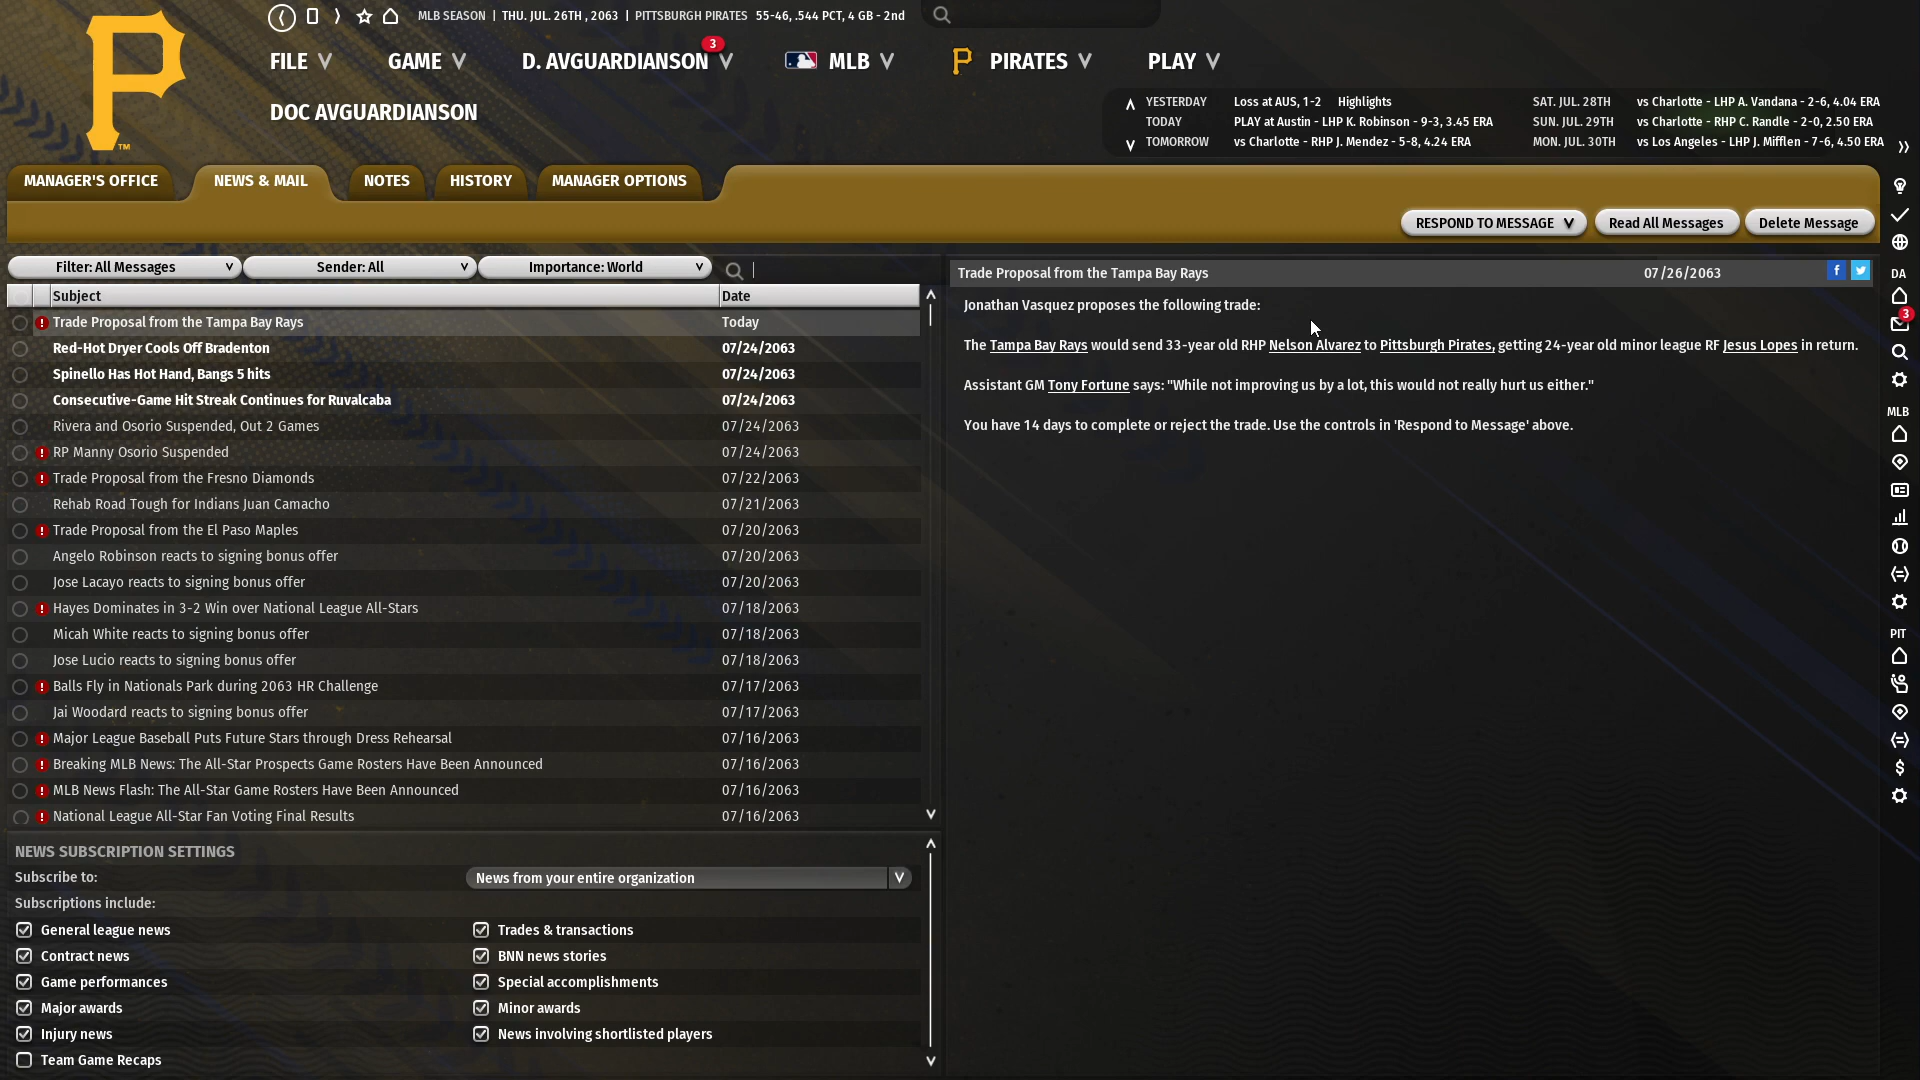 MLB SEASON | THU. JUL. 26TH , 2063 | PITTSBURGH PIRATES 55-46, .544 PCT, 4 GB - 2nd
FILE GAME D. AVGUARDIANSON 3 MLB PIRATES PLAY
DOC AVGUARDIANSON
YESTERDAY Loss at AUS, 1-2 Highlights SAT. JUL. 28TH vs Charlotte - LHP A. Vandana - 2-6, 4.04 ERA
TODAY PLAY at Austin - LHP K. Robinson - 9-3, 3.45 ERA SUN. JUL. 29TH vs Charlotte - RHP C. Randle - 2-0, 2.50 ERA
TOMORROW vs Charlotte - RHP J. Mendez - 5-8, 4.24 ERA MON. JUL. 30TH vs Los Angeles - LHP J. Mifflen - 7-6, 4.50 ERA
P
TM
MANAGER'S OFFICE NEWS & MAIL NOTES HISTORY MANAGER OPTIONS
RESPOND TO MESSAGE Read All Messages Delete Message
Filter: All Messages Sender: All Importance: World
Subject Date
Trade Proposal from the Tampa Bay Rays Today
Red-Hot Dryer Cools Off Bradenton 07/24/2063
Spinello Has Hot Hand, Bangs 5 hits 07/24/2063
Consecutive-Game Hit Streak Continues for Ruvalcaba 07/24/2063
Rivera and Osorio Suspended, Out 2 Games 07/24/2063
RP Manny Osorio Suspended 07/24/2063
Trade Proposal from the Fresno Diamonds 07/22/2063
Rehab Road Tough for Indians Juan Camacho 07/21/2063
Trade Proposal from the El Paso Maples 07/20/2063
Angelo Robinson reacts to signing bonus offer 07/20/2063
Jose Lacayo reacts to signing bonus offer 07/20/2063
Hayes Dominates in 3-2 Win over National League All-Stars 07/18/2063
Micah White reacts to signing bonus offer 07/18/2063
Jose Lucio reacts to signing bonus offer 07/18/2063
Balls Fly in Nationals Park during 2063 HR Challenge 07/17/2063
Jai Woodard reacts to signing bonus offer 07/17/2063
Major League Baseball Puts Future Stars through Dress Rehearsal 07/16/2063
Breaking MLB News: The All-Star Prospects Game Rosters Have Been Announced 07/16/2063
MLB News Flash: The All-Star Game Rosters Have Been Announced 07/16/2063
National League All-Star Fan Voting Final Results 07/16/2063
NEWS SUBSCRIPTION SETTINGS
Subscribe to: News from your entire organization
Subscriptions include:
General league news Trades & transactions
Contract news BNN news stories
Game performances Special accomplishments
Major awards Minor awards
Injury news News involving shortlisted players
Team Game Recaps
Trade Proposal from the Tampa Bay Rays 07/26/2063
Jonathan Vasquez proposes the following trade:
The Tampa Bay Rays would send 33-year old RHP Nelson Alvarez to Pittsburgh Pirates, getting 24-year old minor league RF Jesus Lopes in return.
Assistant GM Tony Fortune says: "While not improving us by a lot, this would not really hurt us either."
You have 14 days to complete or reject the trade. Use the controls in 'Respond to Message' above.
DA
3
MLB
PIT
$